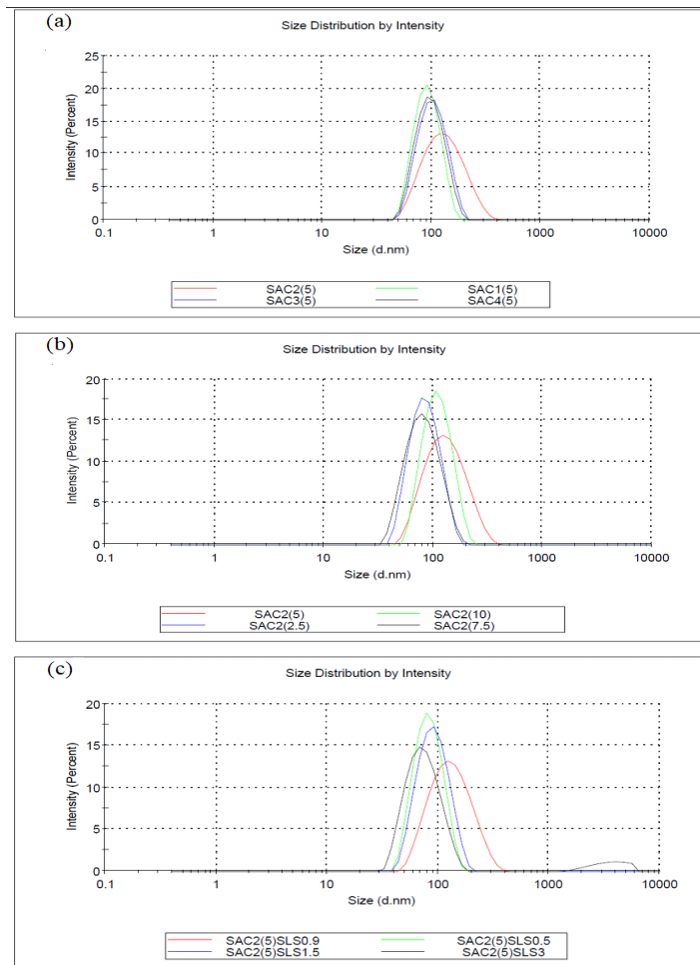 (a)
Size Distribution by Intensity
Intensity (Percent)
25
20
15
10
5
0
0.1 1 10 100 1000 10000
Size (d.nm)
SAC2(5) SAC1(5)
SAC3(5) SAC4(5)
(b)
Size Distribution by Intensity
Intensity (Percent)
20
15
10
5
0
0.1 1 10 100 1000 10000
Size (d.nm)
SAC2(5) SAC2(10)
SAC2(2.5) SAC2(7.5)
(c)
Size Distribution by Intensity
Intensity (Percent)
20
15
10
5
0
0.1 1 10 100 1000 10000
Size (d.nm)
SAC2(5)SLS0.9 SAC2(5)SLS0.5
SAC2(5)SLS1.5 SAC2(5)SLS3